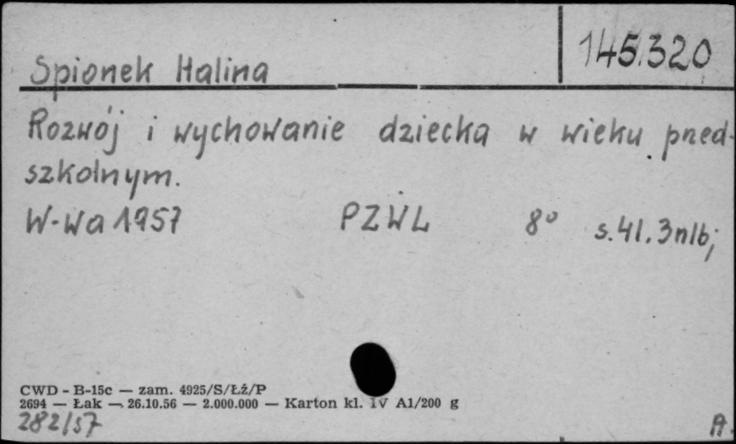 145.320
Spionek Halina
Rozwój i wychowanie dziecka w wieku przed-
szkolnym.
W-wa 1957 PZWL 8° s. 41. 3nlb;
CWD - B-15c — zam. 4925/S/Łź/P
2694 — Łak — 26.10.56 — 2.000.000 — Karton kl. IV A1/200 g
282/57 A.